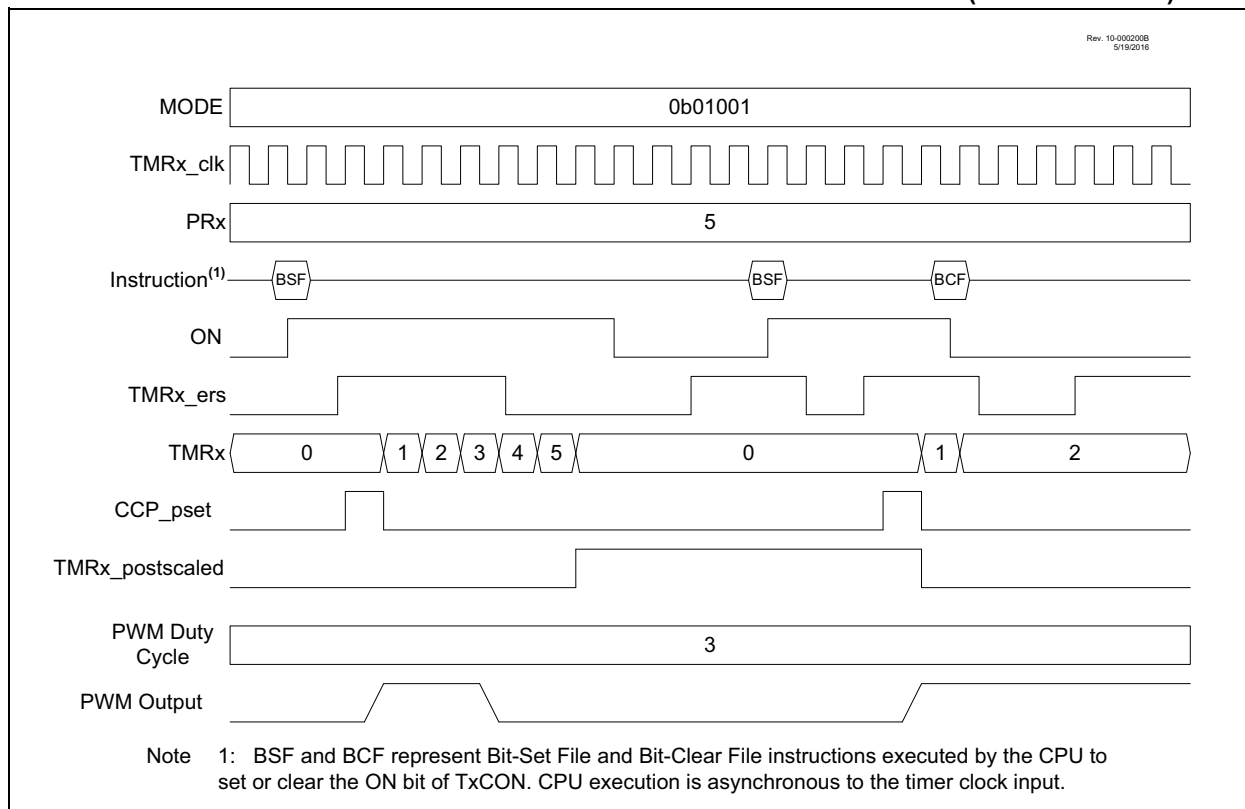 Rev. 10-000200B
5/19/2016
MODE 0b01001
TMRx_clk
PRx 5
Instruction(1) BSF BSF BCF
ON
TMRx_ers
TMRx 0 1 2 3 4 5 0 1 2
CCP_pset
TMRx_postscaled
PWM Duty
Cycle 3
PWM Output
Note 1: BSF and BCF represent Bit-Set File and Bit-Clear File instructions executed by the CPU to
set or clear the ON bit of TxCON. CPU execution is asynchronous to the timer clock input.